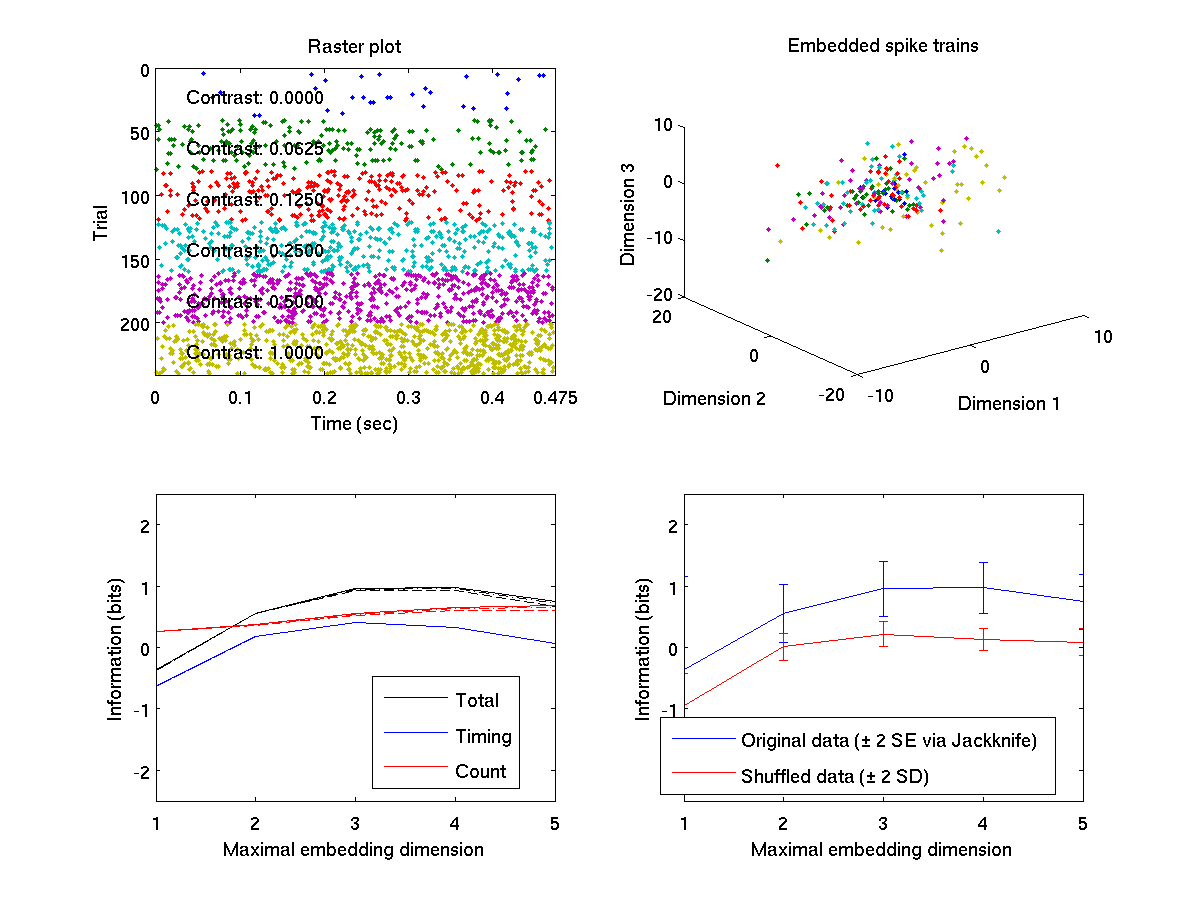 Raster plot
0
50
100
150
200
Trial
Contrast: 0.0000
Contrast: 0.0625
Contrast: 0.1250
Contrast: 0.2500
Contrast: 0.5000
Contrast: 1.0000
0 0.1 0.2 0.3 0.4 0.475
Time (sec)
Embedded spike trains
10
0
-10
-20
Dimension 3
20
0
-20
Dimension 2
-10
0
10
Dimension 1
2
1
0
-1
-2
Information (bits)
Total
Timing
Count
1 2 3 4 5
Maximal embedding dimension
2
1
0
-1
Information (bits)
Original data (± 2 SE via Jackknife)
Shuffled data (± 2 SD)
1 2 3 4 5
Maximal embedding dimension